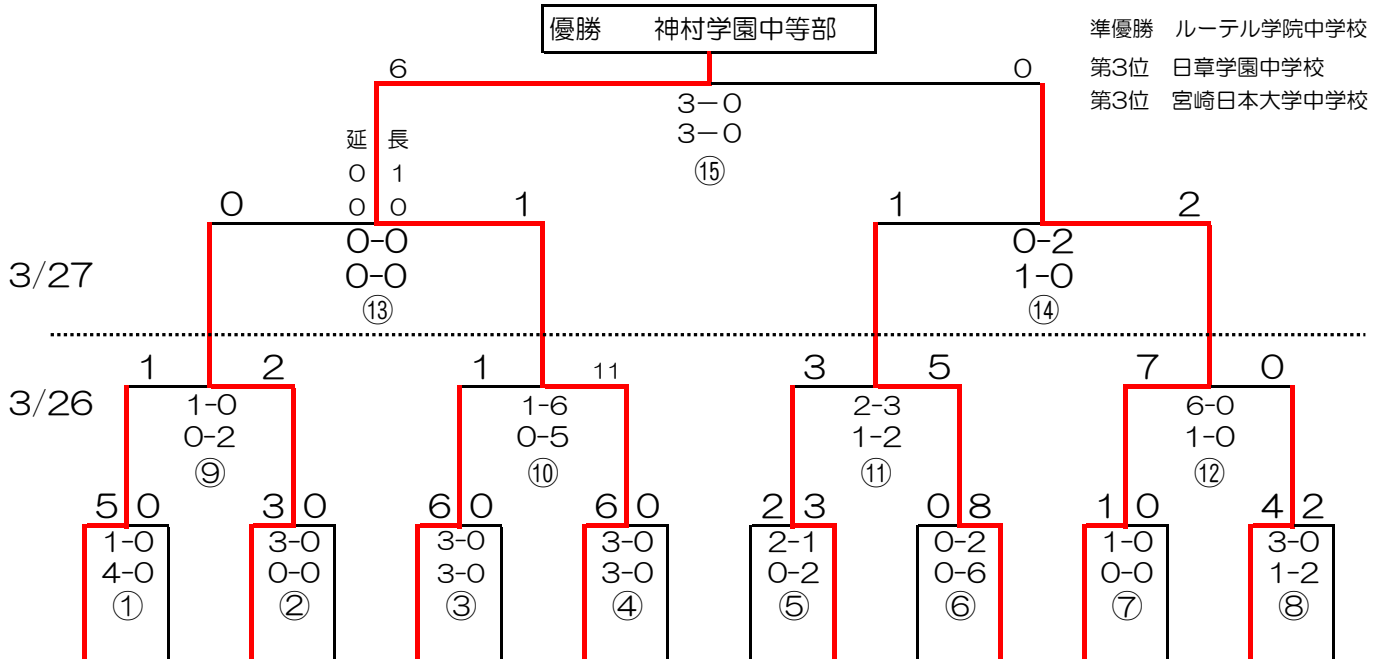 優勝 神村学園中等部
準優勝 ルーテル学院中学校
第3位 日章学園中学校
第3位 宮崎日本大学中学校
6 0
3-0
3-0
⑮
延 長
0 1
0 0
0 1 1 2
0-0 0-2
0-0 1-0
3/27
⑬ ⑭
1 2 1 11 3 5 7 0
3/26
1-0 1-6 2-3 6-0
0-2 0-5 1-2 1-0
⑨ ⑩ ⑪ ⑫
5 0 3 0 6 0 6 0 2 3 0 8 1 0 4 2
1-0 3-0 3-0 3-0 2-1 0-2 1-0 3-0
4-0 0-0 3-0 3-0 0-2 0-6 0-0 1-2
① ② ③ ④ ⑤ ⑥ ⑦ ⑧